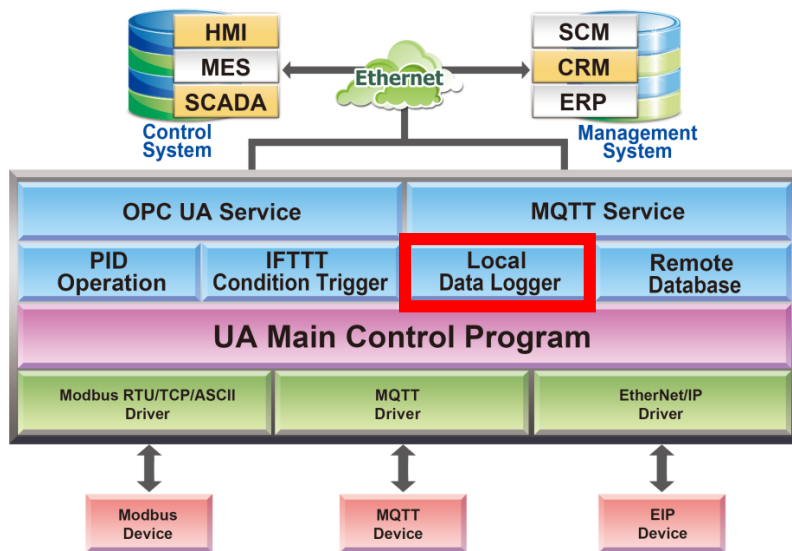 HMI
MES
SCADA
Control
System
Ethernet
SCM
CRM
ERP
Management
System
OPC UA Service
MQTT Service
PID
Operation
IFTTT
Condition Trigger
Local
Data Logger
Remote
Database
UA Main Control Program
Modbus RTU/TCP/ASCII
Driver
MQTT
Driver
EtherNet/IP
Driver
Modbus
Device
MQTT
Device
EIP
Device